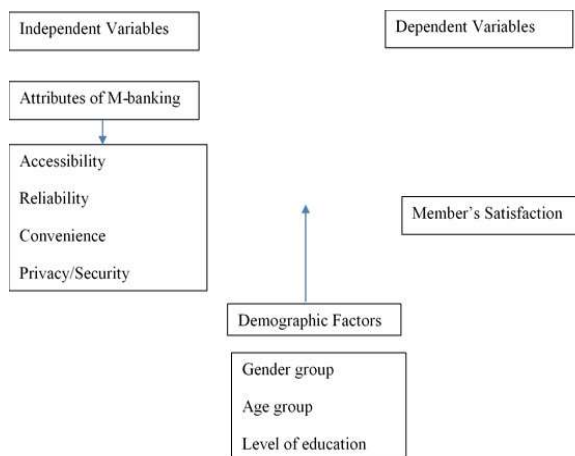 Independent Variables
Dependent Variables
Attributes of M-banking
Accessibility
Reliability
Convenience
Privacy/Security
Member’s Satisfaction
Demographic Factors
Gender group
Age group
Level of education